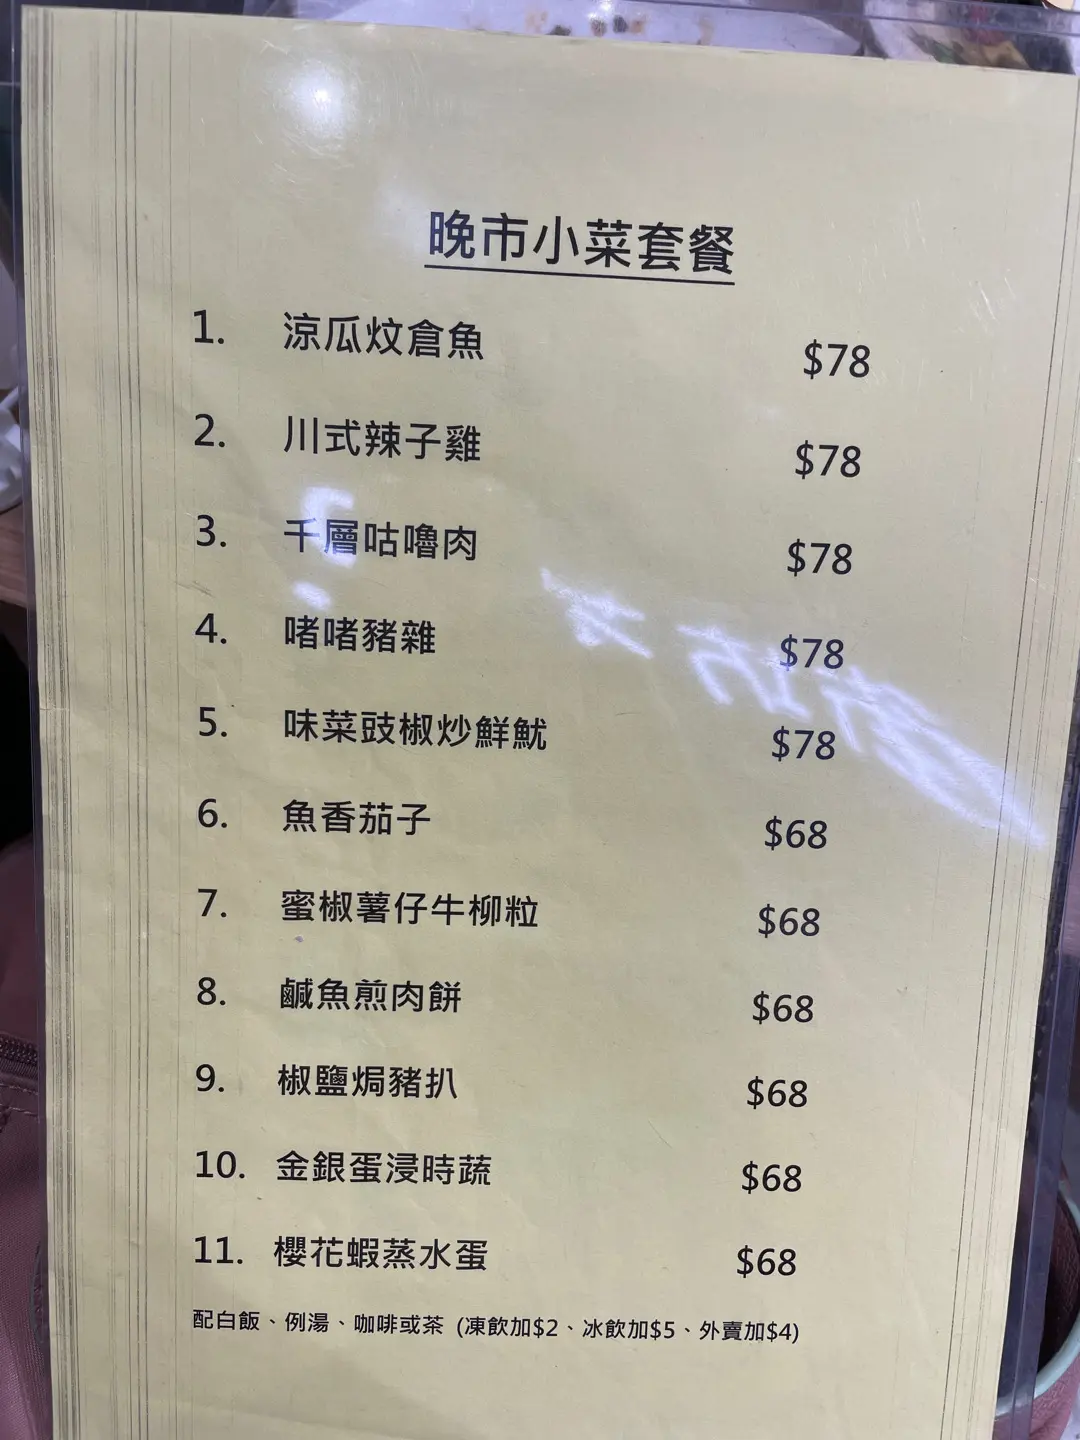 晚市小菜套餐
1. 涼瓜炆倉魚 $78
2. 川式辣子雞 $78
3. 千層咕嚕肉 $78
4. 啫啫豬雜 $78
5. 味菜豉椒炒鮮魷 $78
6. 魚香茄子 $68
7. 蜜椒薯仔牛柳粒 $68
8. 鹹魚煎肉餅 $68
9. 椒鹽焗豬扒 $68
10. 金銀蛋浸時蔬 $68
11. 櫻花蝦蒸水蛋 $68
配白飯、例湯、咖啡或茶 (凍飲加$2、冰飲加$5、外賣加$4)